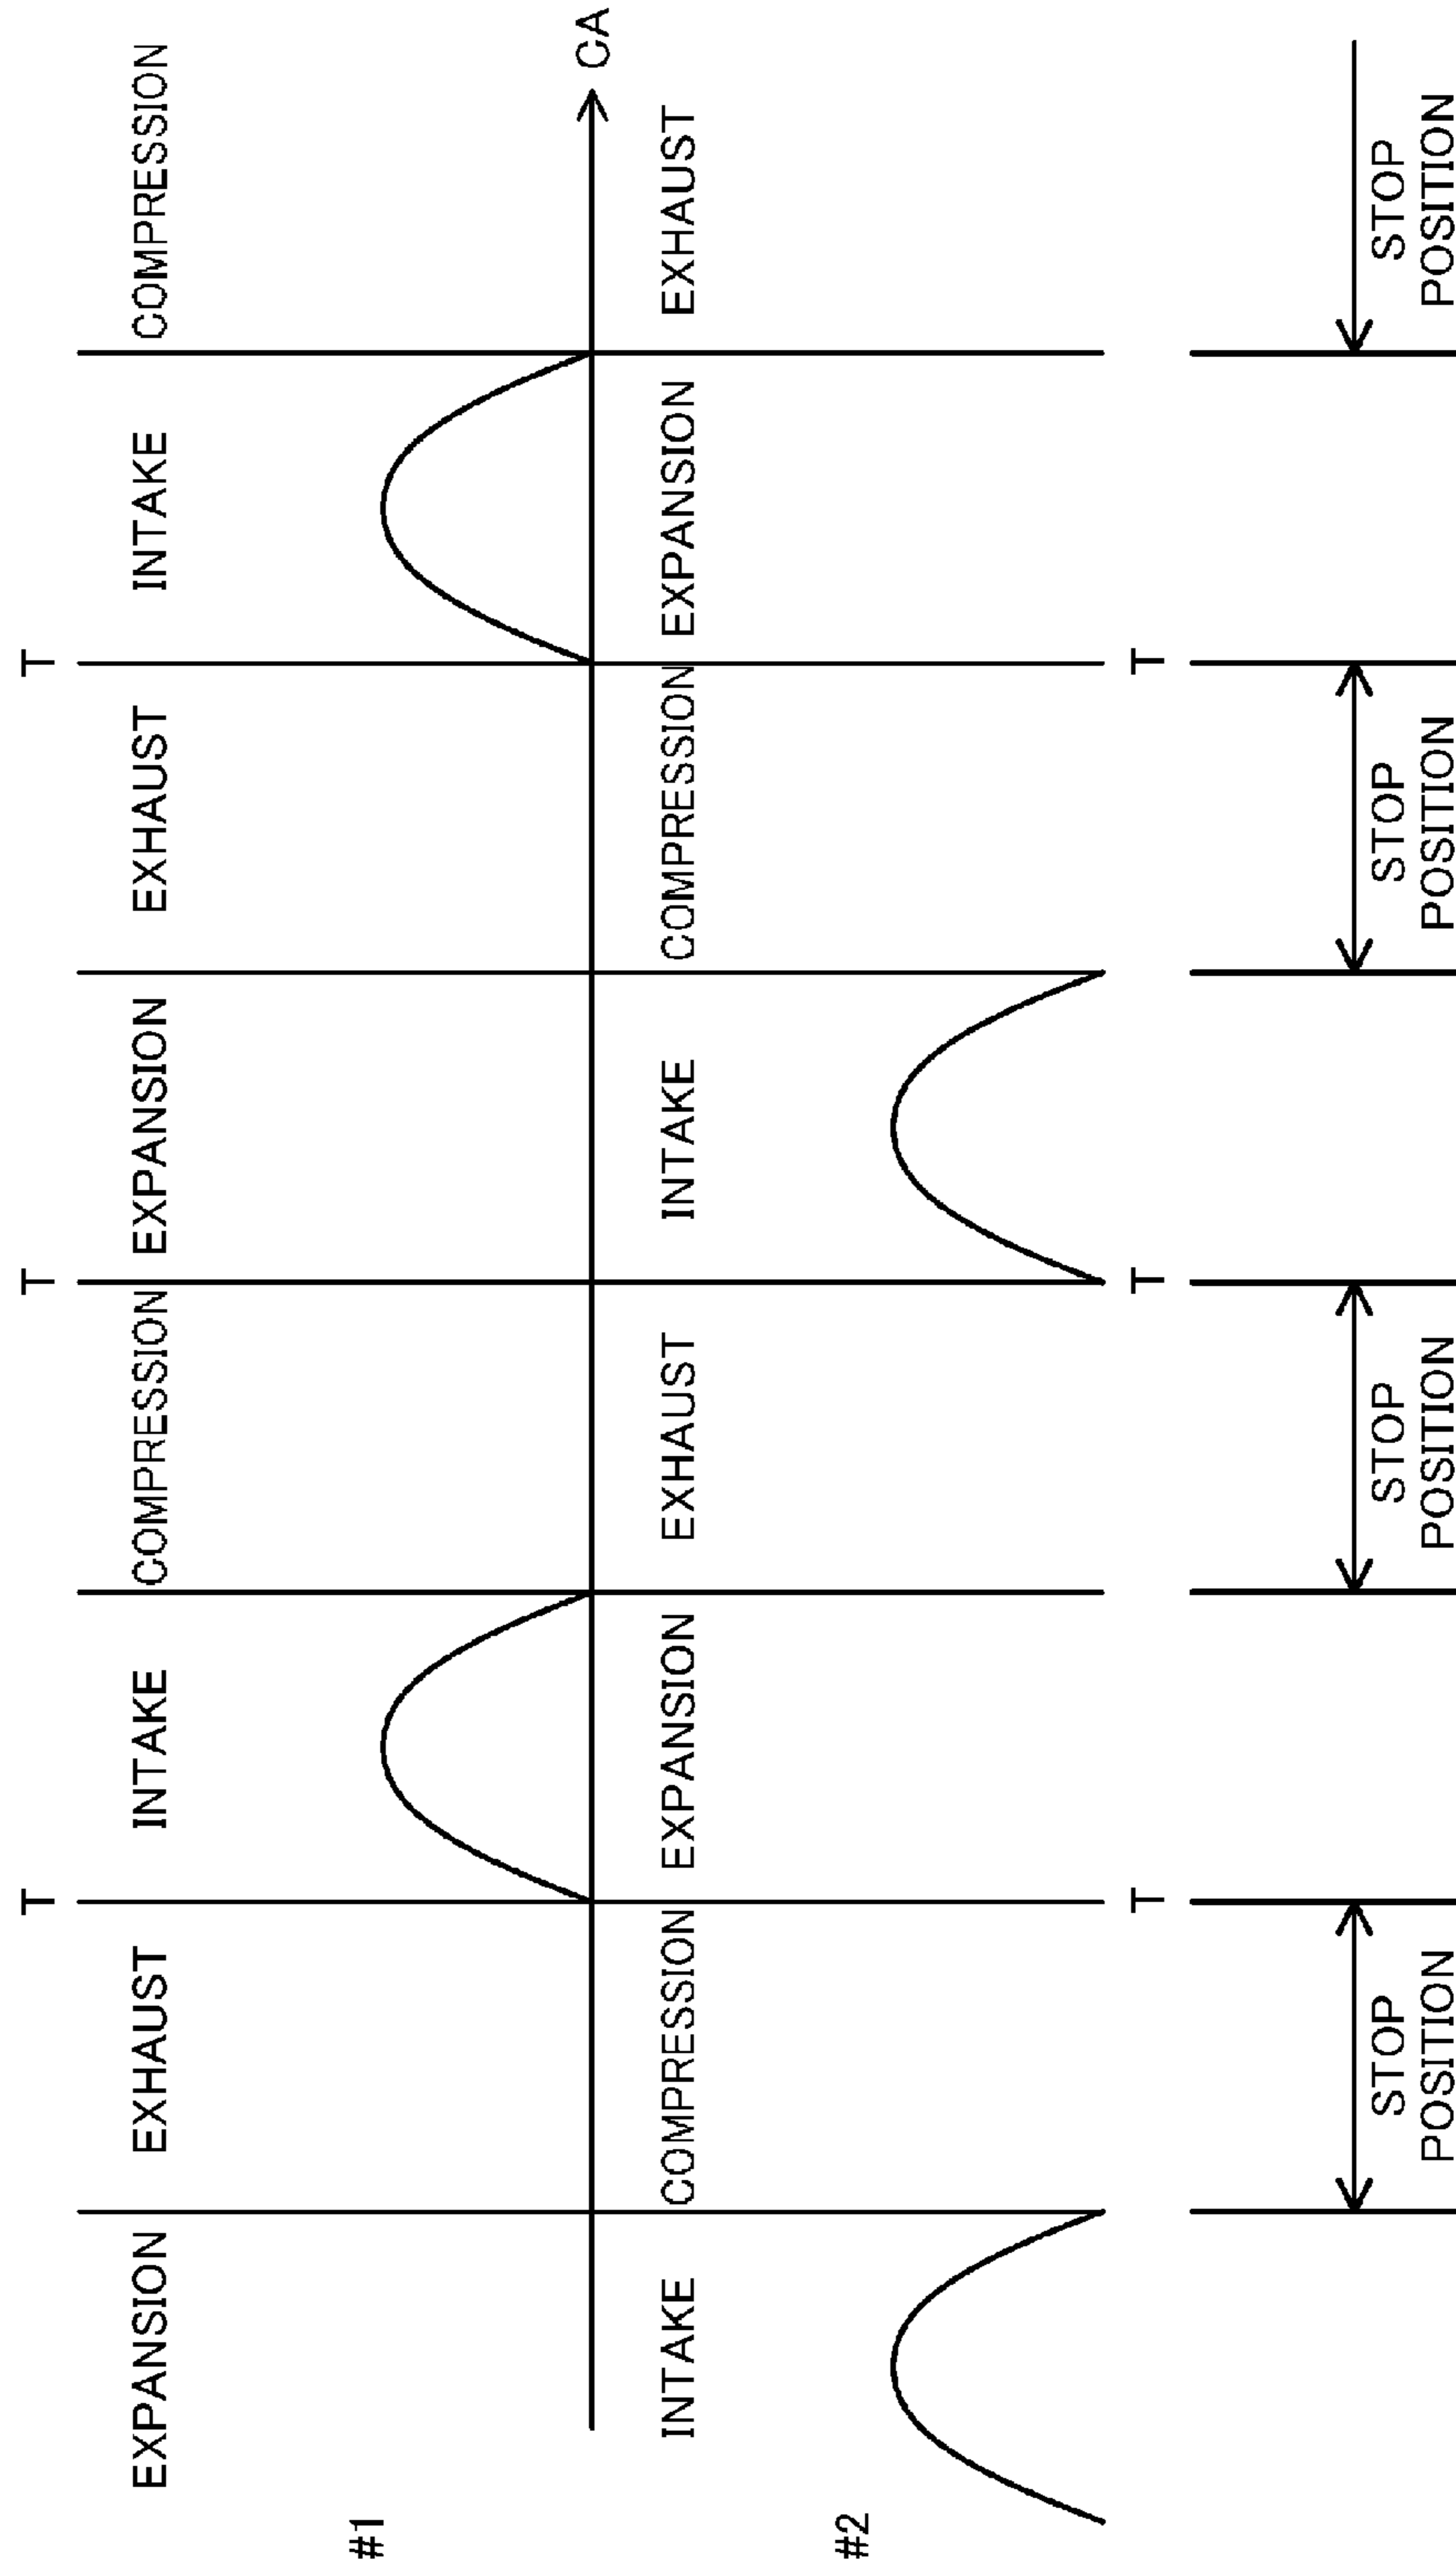 T T T
EXPANSION EXHAUST INTAKE COMPRESSION EXPANSION EXHAUST INTAKE COMPRESSION
#1
CA
INTAKE COMPRESSION EXPANSION EXHAUST INTAKE COMPRESSION EXPANSION EXHAUST
#2
T T T
STOP STOP STOP STOP
POSITION POSITION POSITION POSITION